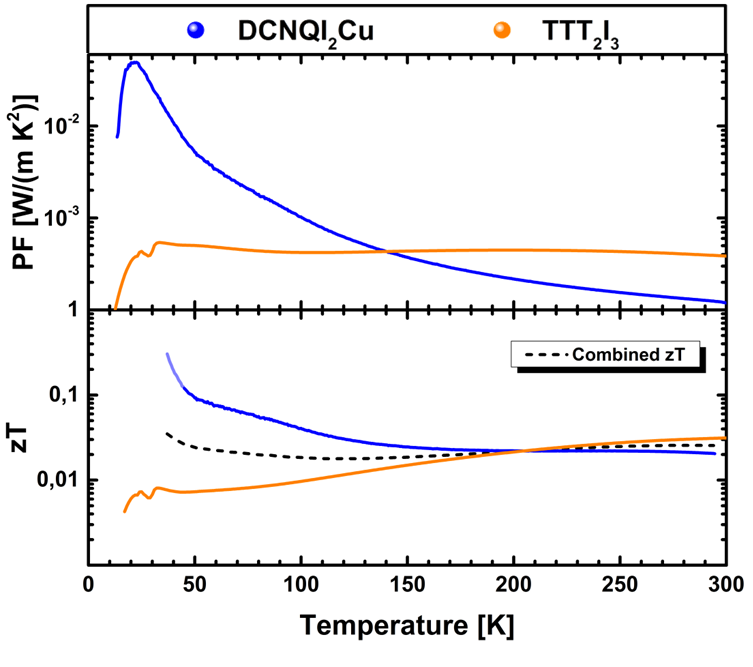 DCNQI₂Cu TTT₂I₃
PF [W/(m K²)]
10⁻²
10⁻³
1
zT
Combined zT
0,1
0,01
0 50 100 150 200 250 300
Temperature [K]